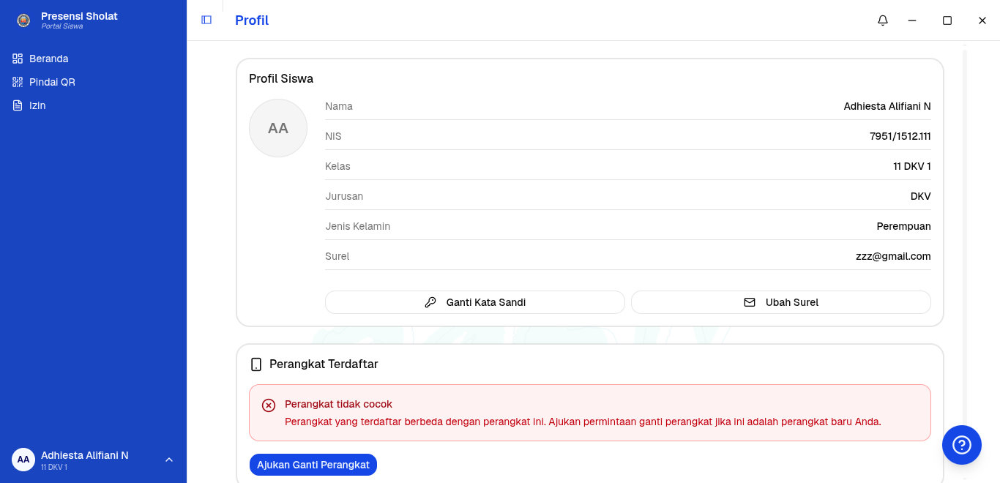 Presensi Sholat
Portal Siswa
Beranda
Pindai QR
Izin
Adhiesta Alifiani N
11 DKV 1
AA
Profil
Profil Siswa
AA
Nama
Adhiesta Alifiani N
NIS
7951/1512.111
Kelas
11 DKV 1
Jurusan
DKV
Jenis Kelamin
Perempuan
Surel
zzz@gmail.com
Ganti Kata Sandi
Ubah Surel
Perangkat Terdaftar
Perangkat tidak cocok
Perangkat yang terdaftar berbeda dengan perangkat ini. Ajukan permintaan ganti perangkat jika ini adalah perangkat baru Anda.
Ajukan Ganti Perangkat